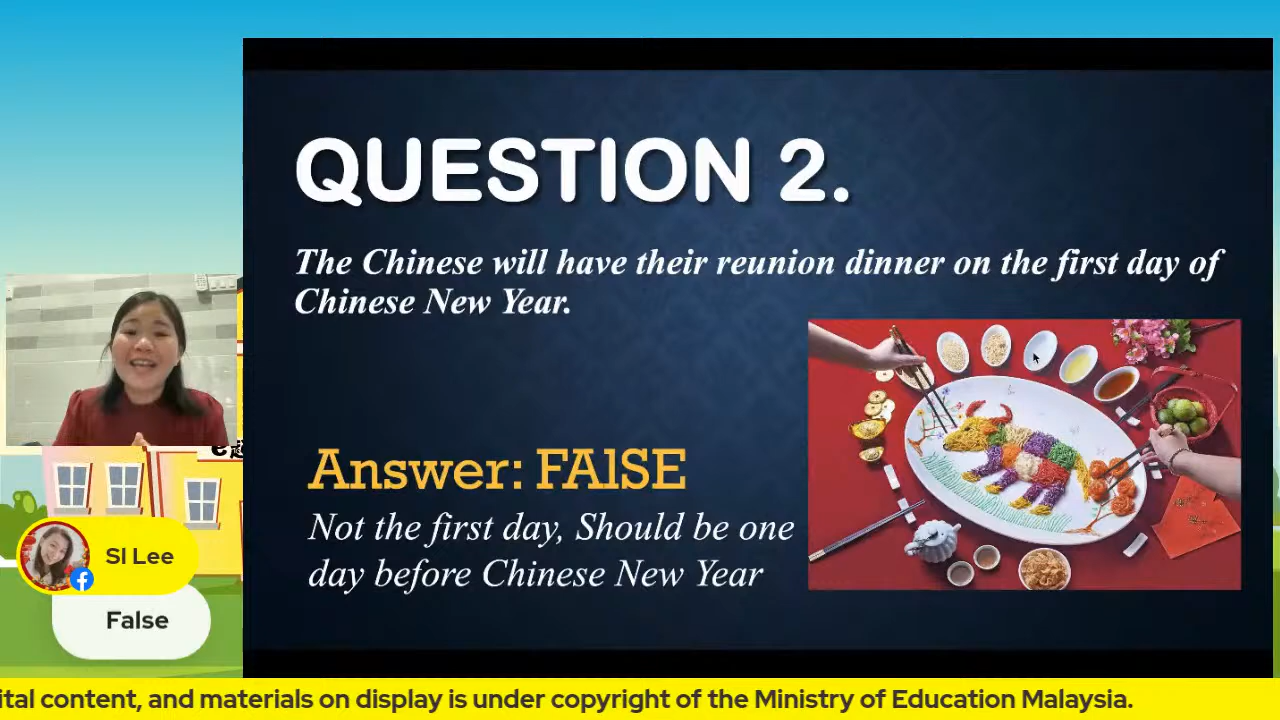 QUESTION 2.
The Chinese will have their reunion dinner on the first day of
Chinese New Year.
Answer: FAlSE
Not the first day, Should be one
day before Chinese New Year
Sl Lee
False
ital content, and materials on display is under copyright of the Ministry of Education Malaysia.